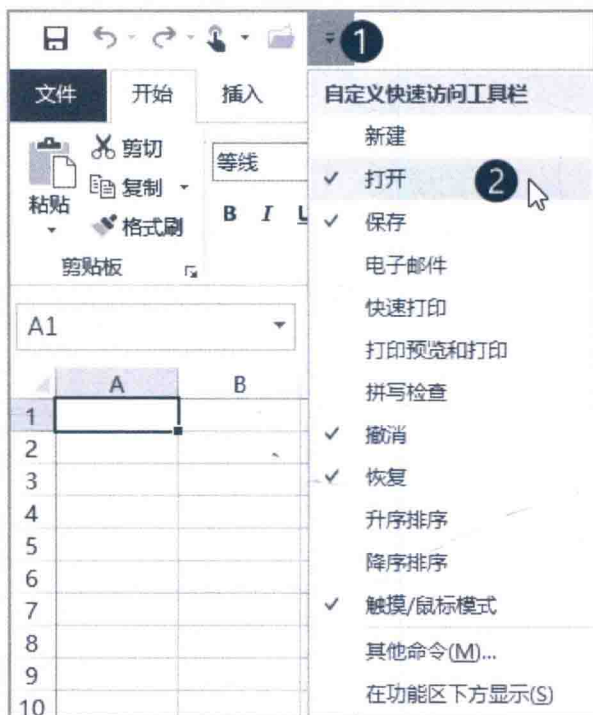 1
文件 开始 插入
剪切
复制
格式刷
粘贴
剪贴板
等线
B I U
A1
A B
1
2
3
4
5
6
7
8
9
10
自定义快速访问工具栏
新建
打开 2
保存
电子邮件
快速打印
打印预览和打印
拼写检查
撤消
恢复
升序排序
降序排序
触摸/鼠标模式
其他命令(M)...
在功能区下方显示(S)